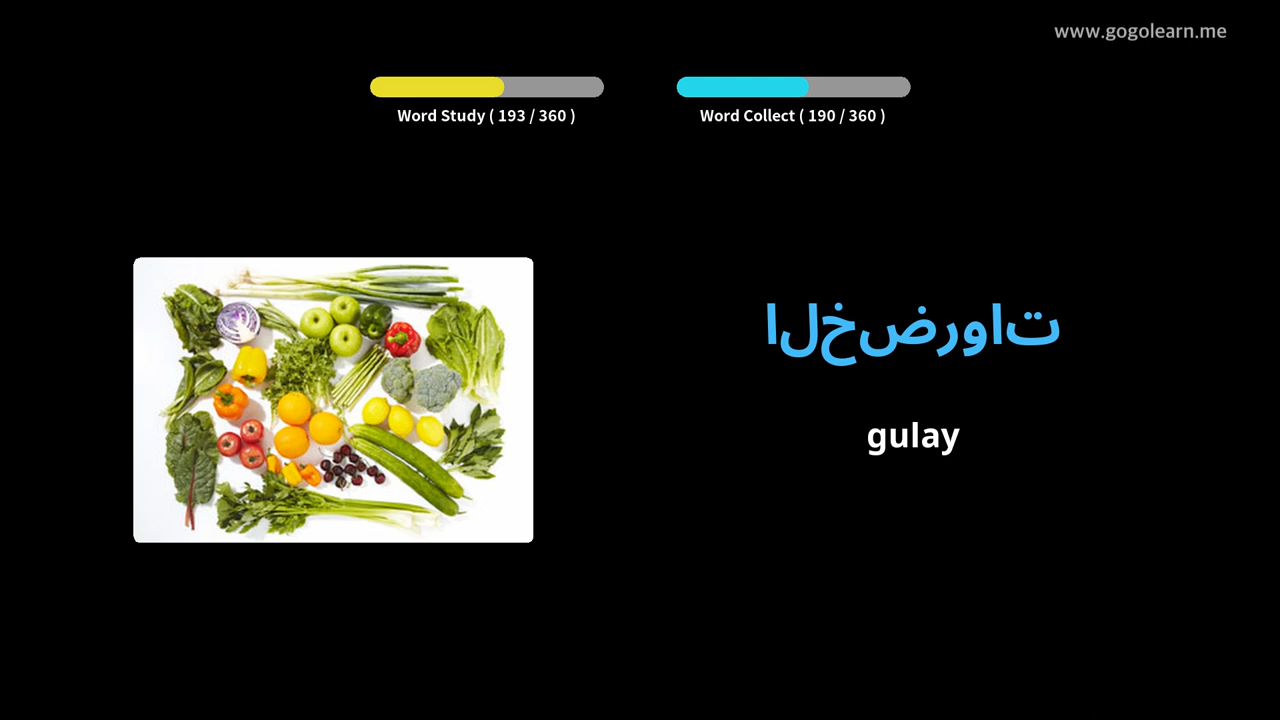 www.gogolearn.me
Word Study ( 193 / 360 )
Word Collect ( 190 / 360 )
الخضروات
gulay